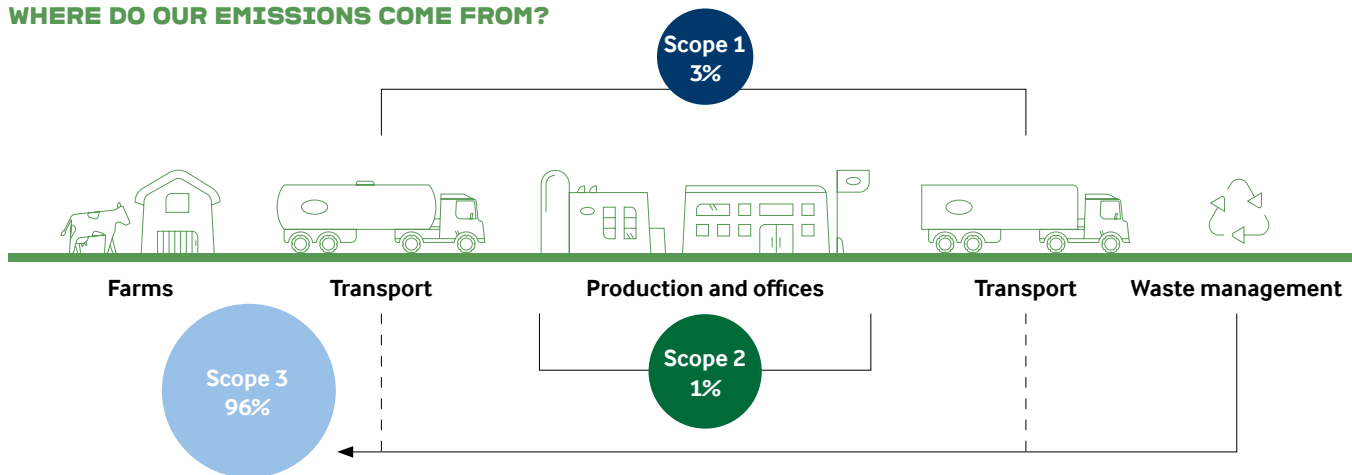 WHERE DO OUR EMISSIONS COME FROM?
Scope 1
3%
Farms
Transport
Production and offices
Transport
Waste management
Scope 3
96%
Scope 2
1%